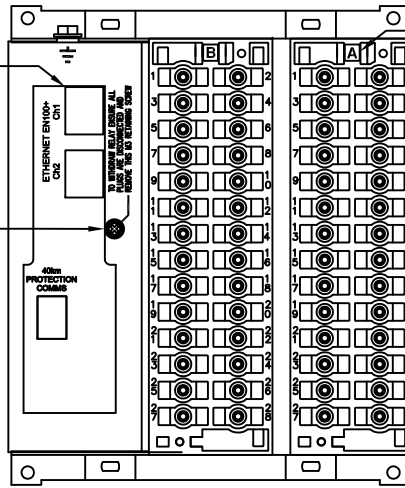 B
A
ETHERNET EN100+
Ch1
Ch2
TO WITHDRAW RELAY ENSURE ALL
PLUGS ARE DISCONNECTED AND
REMOVE THIS M3 RETAINING SCREW
40km
PROTECTION
COMMS
1 2 1
3 4 3
5 6 5
7 8 7
9 10 9
11 12 11
13 14 13
15 16 15
17 18 17
19 20 19
21 22 21
23 24 23
25 26 25
27 28 27